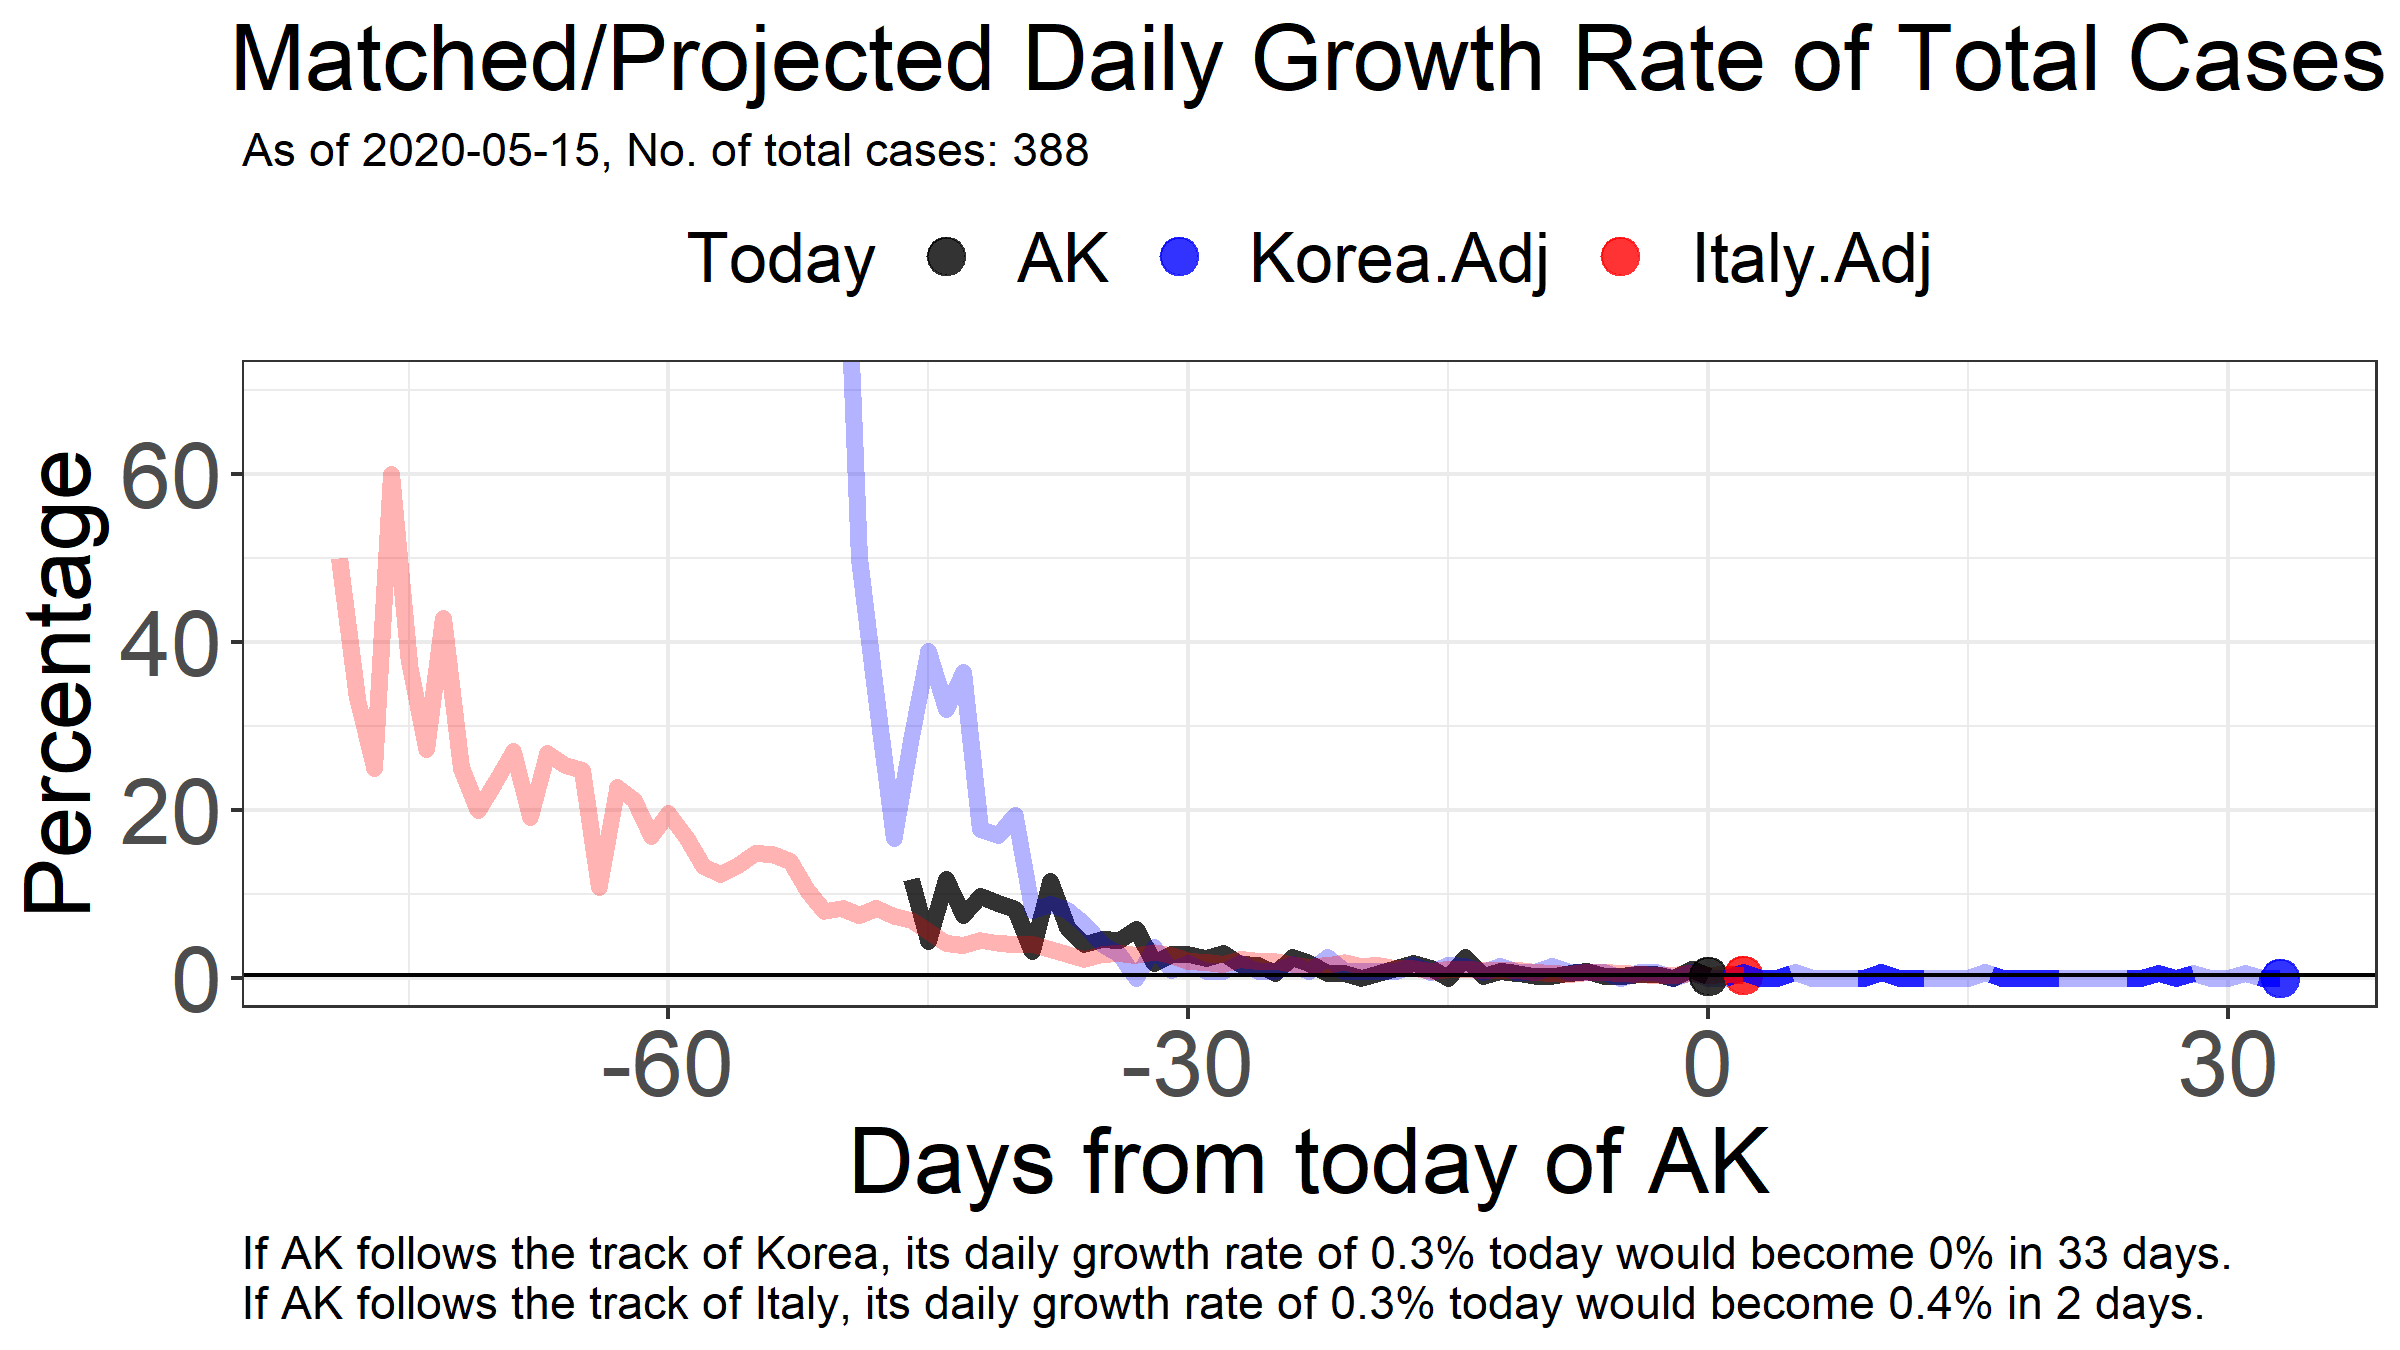 Matched/Projected Daily Growth Rate of Total Cases
As of 2020-05-15, No. of total cases: 388
Today AK Korea.Adj Italy.Adj
Percentage
60
40
20
0
-60 -30 0 30
Days from today of AK
If AK follows the track of Korea, its daily growth rate of 0.3% today would become 0% in 33 days.
If AK follows the track of Italy, its daily growth rate of 0.3% today would become 0.4% in 2 days.